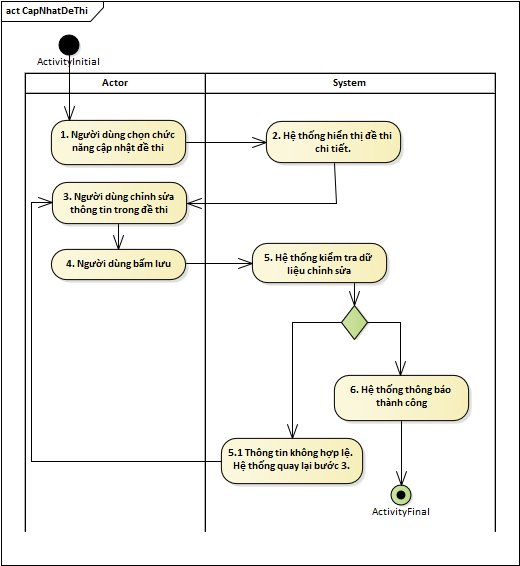 act CapNhatDeThi
ActivityInitial
Actor
System
1. Người dùng chọn chức
năng cập nhật đề thi
2. Hệ thống hiển thị đề thi
chi tiết.
3. Người dùng chỉnh sửa
thông tin trong đề thi
4. Người dùng bấm lưu
5. Hệ thống kiểm tra dữ
liệu chỉnh sửa
6. Hệ thống thông báo
thành công
5.1 Thông tin không hợp lệ.
Hệ thống quay lại bước 3.
ActivityFinal